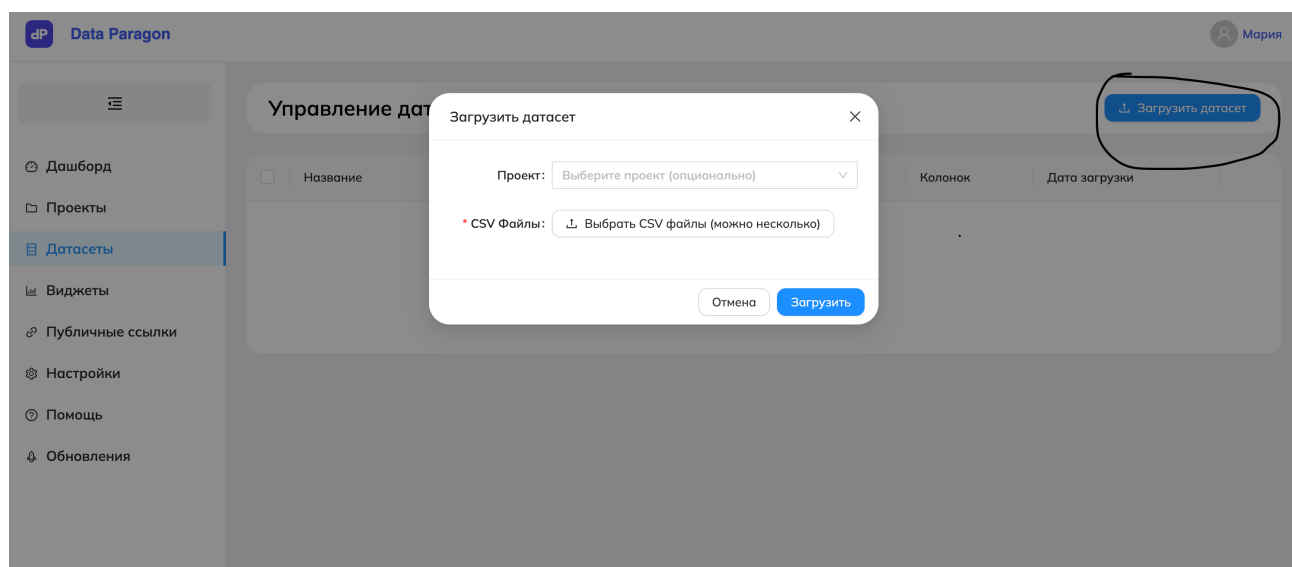 dP Data Paragon
Мария
Управление дат
Загрузить датасет
Загрузить датасет
Дашборд
Проекты
Датасеты
Виджеты
Публичные ссылки
Настройки
Помощь
Обновления
Название
Колонок
Дата загрузки
Проект: Выберите проект (опционально)
* CSV Файлы: Выбрать CSV файлы (можно несколько)
Отмена
Загрузить